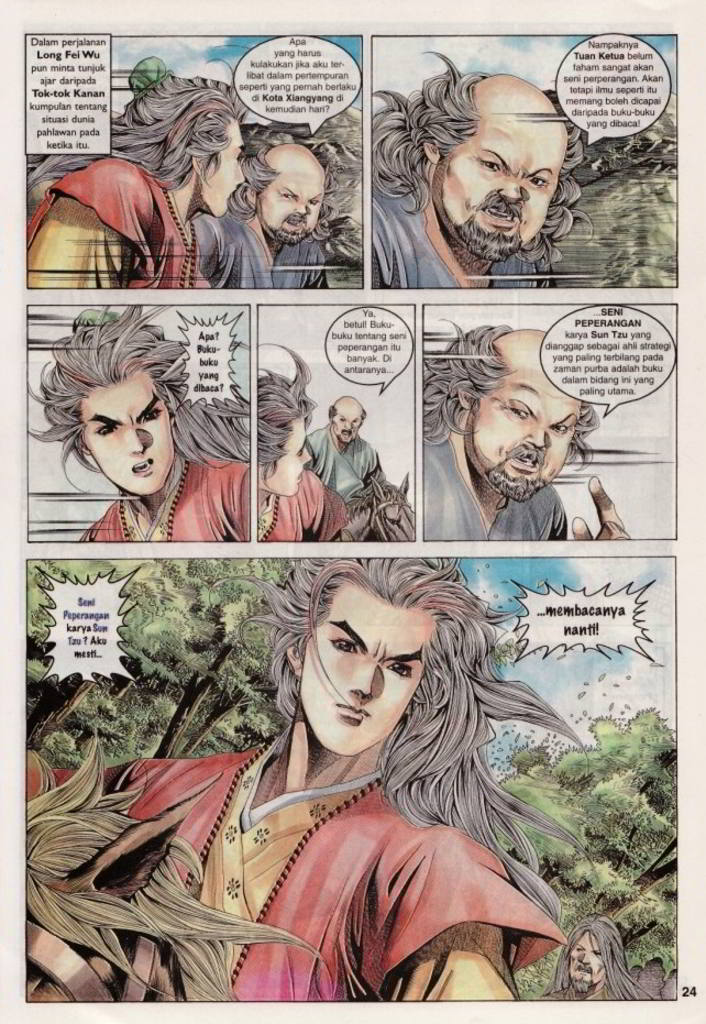 Dalam perjalanan
Long Fei Wu
pun minta tunjuk
ajar daripada
Tok-tok Kanan
kumpulan tentang
situasi dunia
pahlawan pada
ketika itu.
Apa
yang harus
kulakukan jika aku ter-
libat dalam pertempuran
seperti yang pernah berlaku
di Kota Xiangyang di
kemudian hari?
Nampaknya
Tuan Ketua belum
faham sangat akan
seni perperangan. Akan
tetapi ilmu seperti itu
memang boleh dicapai
daripada buku-buku
yang dibaca!
Apa?
Buku-
buku
yang
dibaca?
Ya,
betul! Buku-
buku tentang seni
peperangan itu
banyak. Di
antaranya...
...SENI
PEPERANGAN
karya Sun Tzu yang
dianggap sebagai ahli strategi
yang paling terbilang pada
zaman purba adalah buku
dalam bidang ini yang
paling utama!
Seni
Peperangan
karya Sun
Tzu? Aku
mesti...
...membacanya
nanti!
24